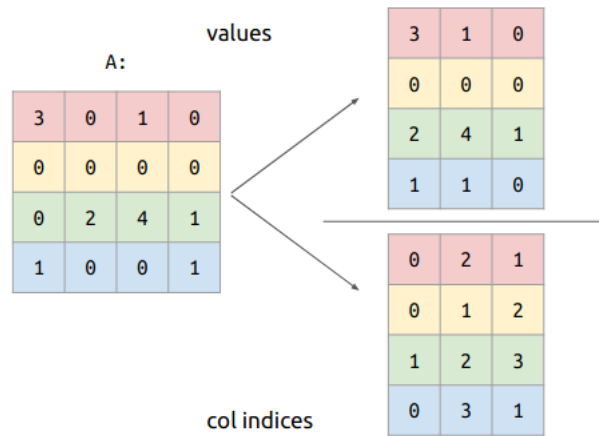 values
A:
3 0 1 0
0 0 0 0
0 2 4 1
1 0 0 1
3 1 0
0 0 0
2 4 1
1 1 0
0 2 1
0 1 2
1 2 3
0 3 1
col indices